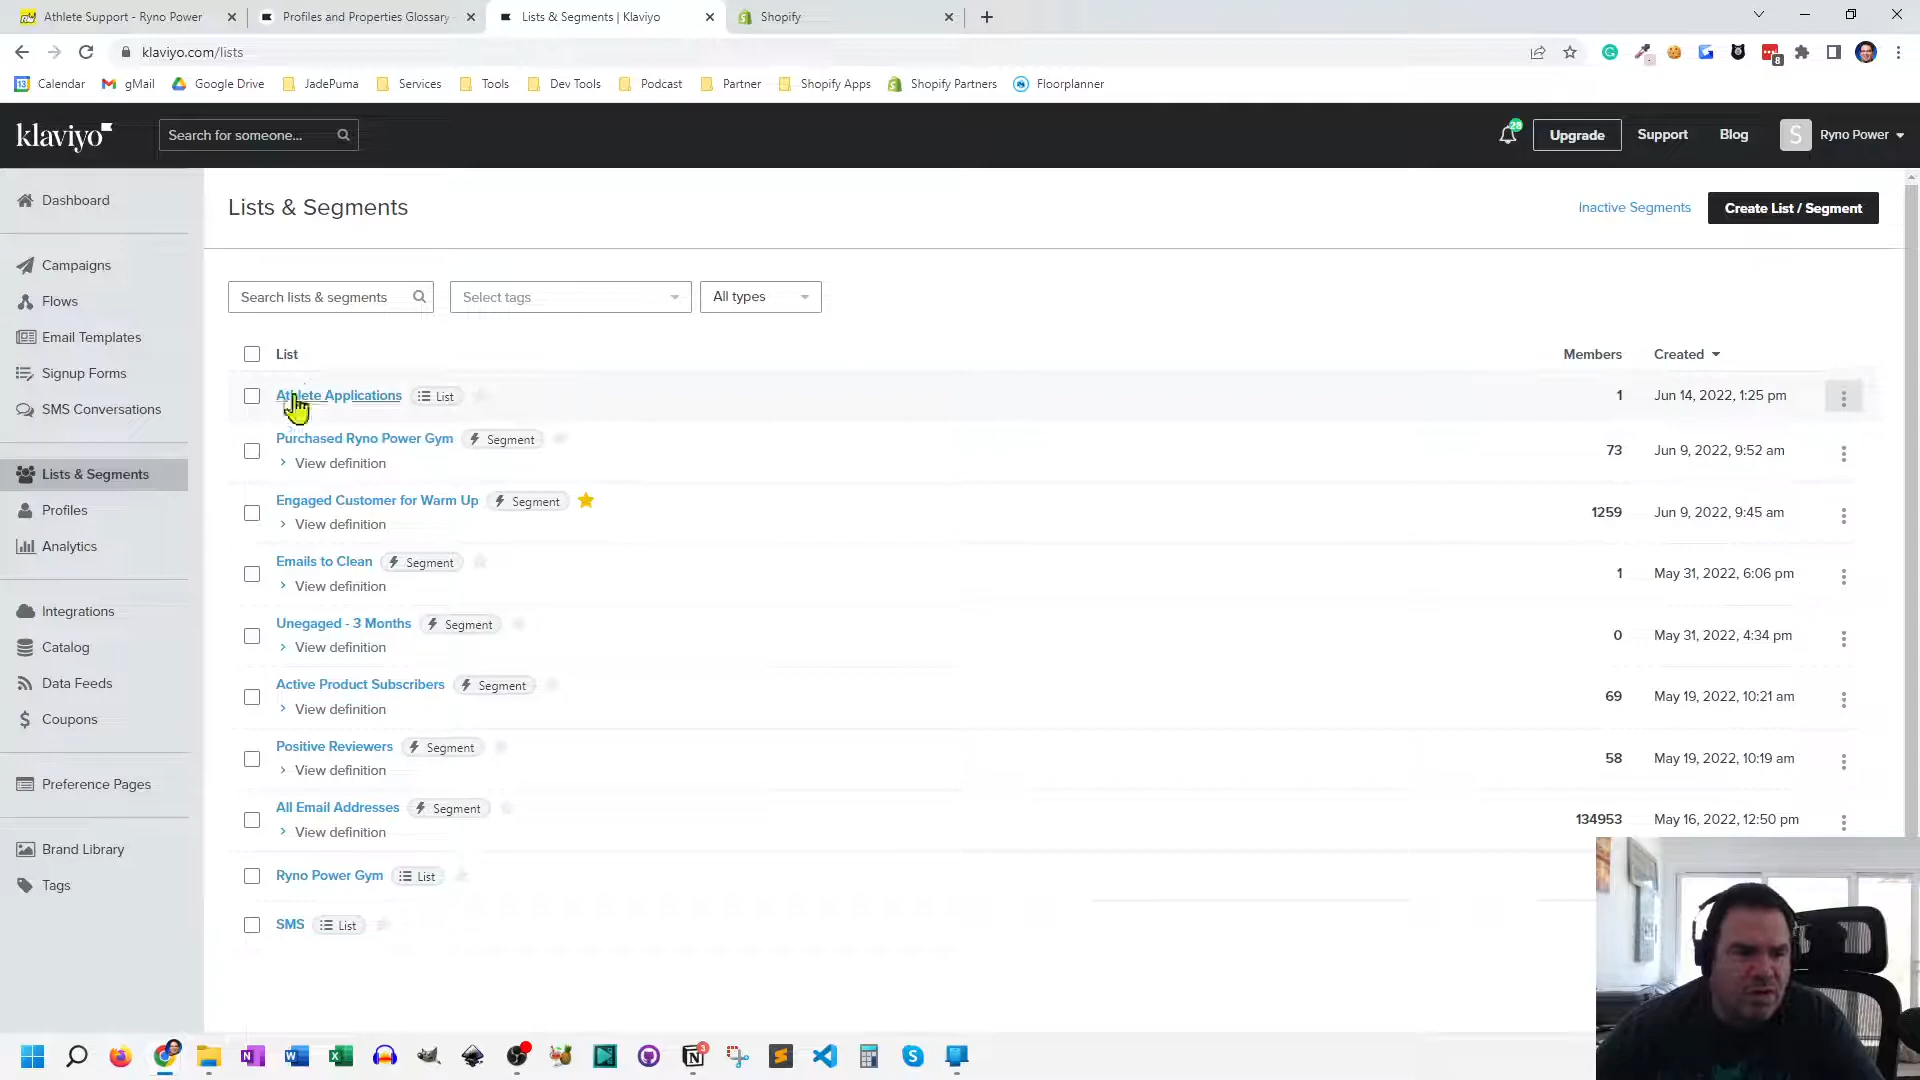 Athlete Support - Ryno Power
Profiles and Properties Glossary
Lists & Segments | Klaviyo
Shopify
klaviyo.com/lists
8
13 Calendar
gMail
Google Drive
JadePuma
Services
Tools
Dev Tools
Podcast
Partner
Shopify Apps
Shopify Partners
Floorplanner
klaviyo
Search for someone...
28
Upgrade
Support
Blog
S
Ryno Power
Dashboard
Campaigns
Flows
Email Templates
Signup Forms
SMS Conversations
Lists & Segments
Profiles
Analytics
Integrations
Catalog
Data Feeds
Coupons
Preference Pages
Brand Library
Tags
Lists & Segments
Inactive Segments
Create List / Segment
Search lists & segments
Select tags
All types
List Members Created
Athlete Applications List 1 Jun 14, 2022, 1:25 pm
Purchased Ryno Power Gym Segment
View definition
73 Jun 9, 2022, 9:52 am
Engaged Customer for Warm Up Segment
View definition
1259 Jun 9, 2022, 9:45 am
Emails to Clean Segment
View definition
1 May 31, 2022, 6:06 pm
Unegaged - 3 Months Segment
View definition
0 May 31, 2022, 4:34 pm
Active Product Subscribers Segment
View definition
69 May 19, 2022, 10:21 am
Positive Reviewers Segment
View definition
58 May 19, 2022, 10:19 am
All Email Addresses Segment
View definition
134953 May 16, 2022, 12:50 pm
Ryno Power Gym List
SMS List
3